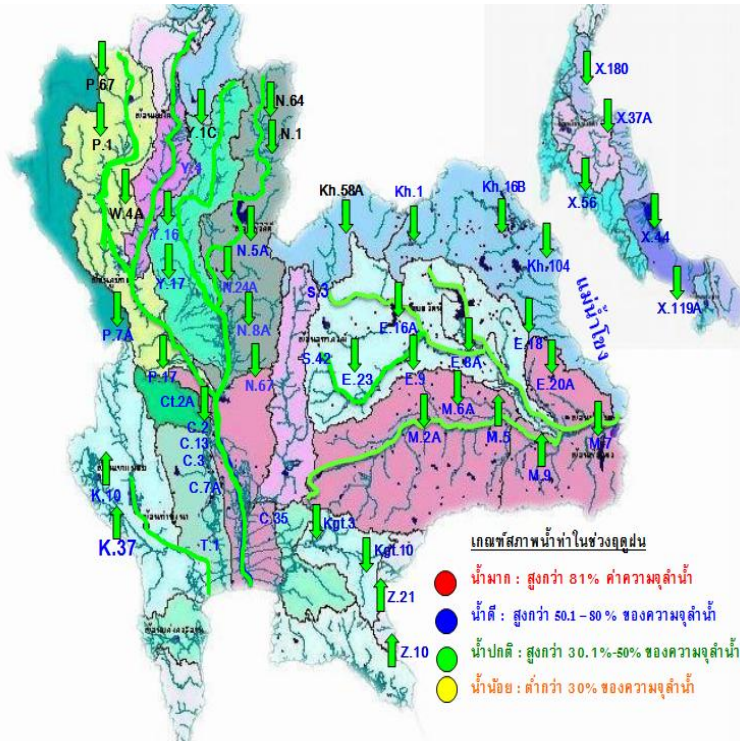 P.67
P.1
W.4A
Y.1C
N.64
N.1
Y.4
Y.16
Y.17
N.5A
N.24A
N.8A
N.67
P.7A
P.17
Ct.2A
C.2
C.13
C.3
C.7A
T.1
C.35
K.10
K.37
Kh.58A
Kh.1
Kh.16B
Kh.104
แม่น้ำโขง
S.3
S.42
E.16A
E.8A
E.18
E.23
E.9
E.20A
M.6A
M.2A
M.5
M.9
M.7
Kgt.3
Kgt.10
Z.21
Z.10
X.180
X.37A
X.56
X.44
X.119A
เกณฑ์สภาพน้ำท่าในช่วงฤดูฝน
น้ำมาก : สูงกว่า 81% ค่าความจุลำน้ำ
น้ำดี : สูงกว่า 50.1 - 80 % ของความจุลำน้ำ
น้ำปกติ : สูงกว่า 30.1%-50% ของความจุลำน้ำ
น้ำน้อย : ต่ำกว่า 30% ของความจุลำน้ำ